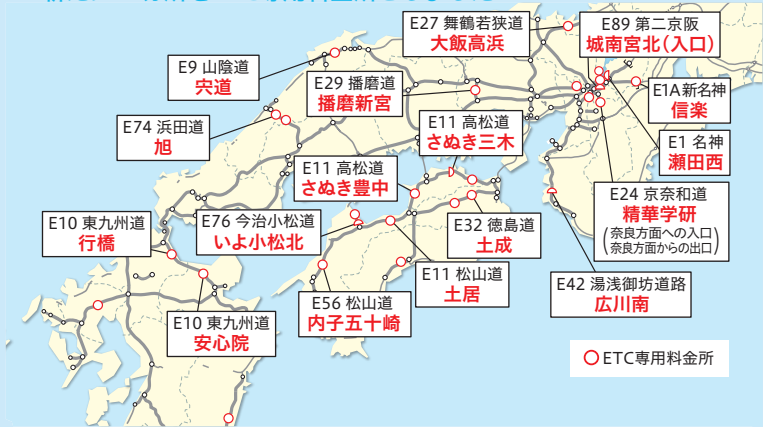 E27 舞鶴若狭道
大飯高浜
E89 第二京阪
城南宮北(入口)
E9 山陰道
宍道
E29 播磨道
播磨新宮
E1A新名神
信楽
E74 浜田道
旭
E11 高松道
さぬき三木
E1 名神
瀬田西
E11 高松道
さぬき豊中
E24 京奈和道
精華学研
(奈良方面への入口
奈良方面からの出口)
E10 東九州道
行橋
E76 今治小松道
いよ小松北
E32 徳島道
土成
E11 松山道
土居
E42 湯浅御坊道路
広川南
E56 松山道
内子五十崎
E10 東九州道
安心院
ETC専用料金所